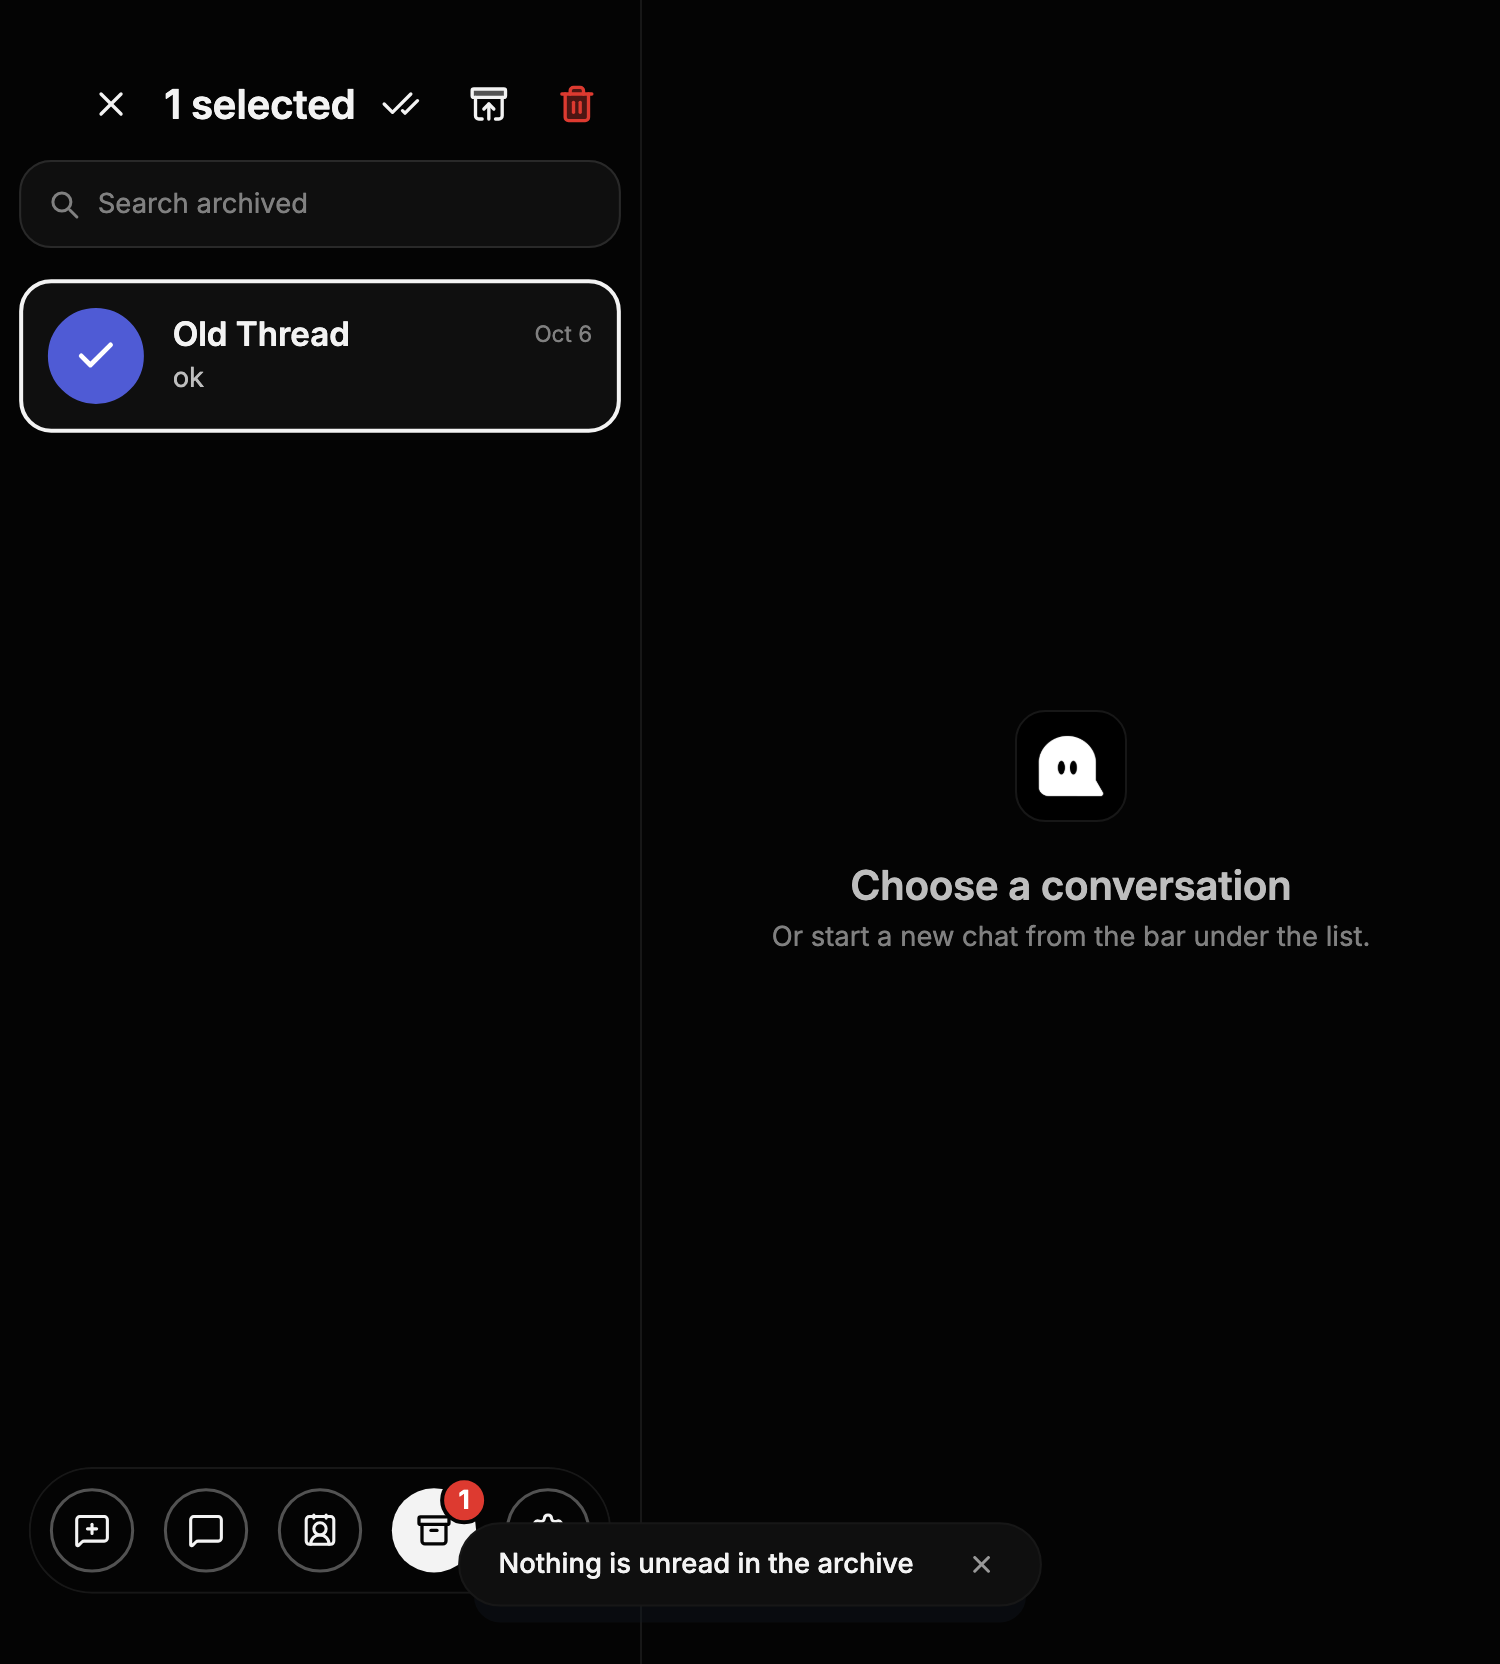 1 selected
Search archived
Old Thread
Oct 6
ok
Choose a conversation
Or start a new chat from the bar under the list.
1
Nothing is unread in the archive